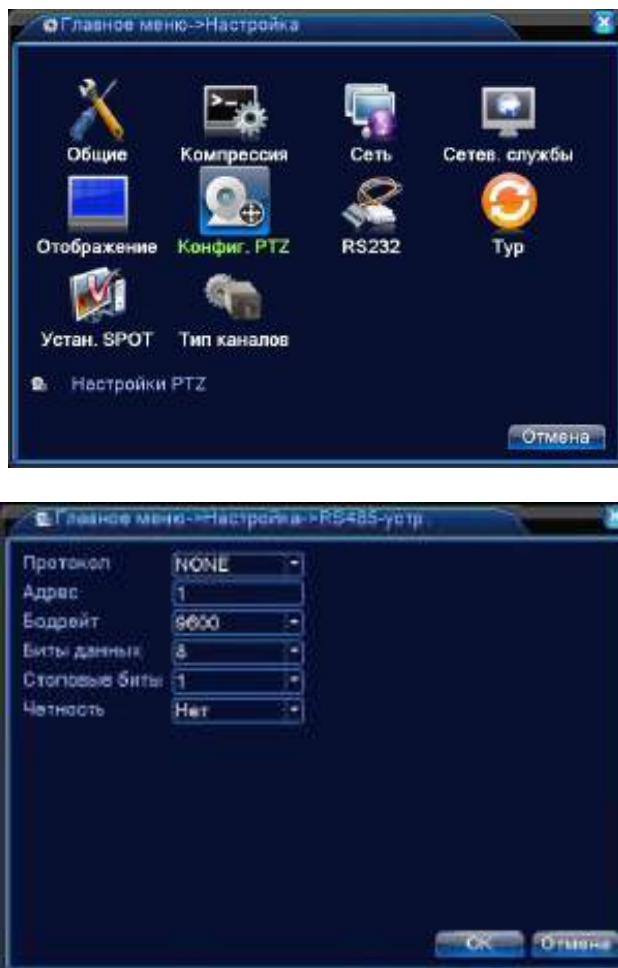 Главное меню->Настройка
Общие Компрессия Сеть Сетев. службы
Отображение Конфиг. PTZ RS232 Тур
Устан. SPOT Тип каналов
Настройки PTZ
Отмена
Главное меню->Настройка->RS485-устр.
Протокол NONE
Адрес 1
Бодрейт 9600
Биты данных 8
Стоповые биты 1
Четность Нет
OK Отмена